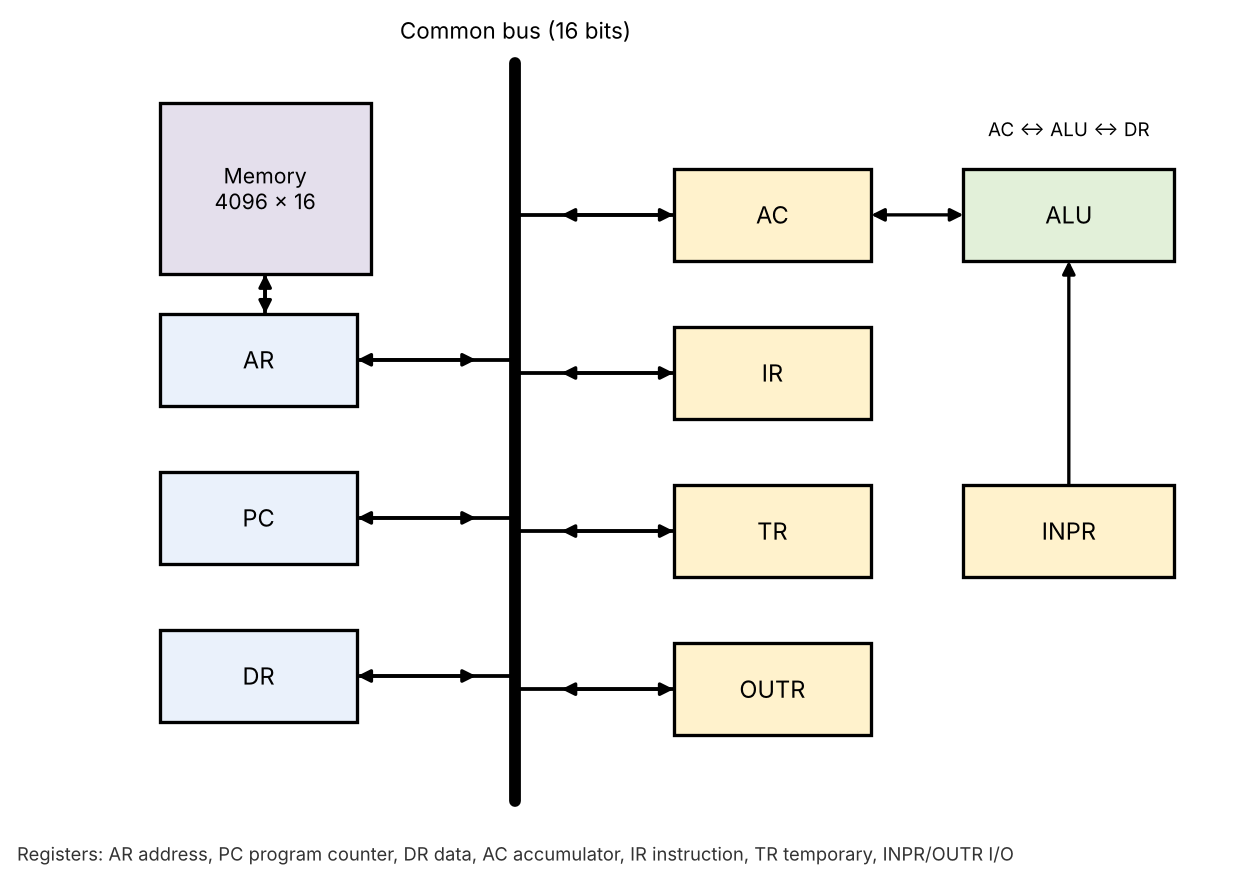 Common bus (16 bits)
Memory
4096 × 16
AC ↔ ALU ↔ DR
AC
ALU
AR
IR
PC
TR
INPR
DR
OUTR
Registers: AR address, PC program counter, DR data, AC accumulator, IR instruction, TR temporary, INPR/OUTR I/O